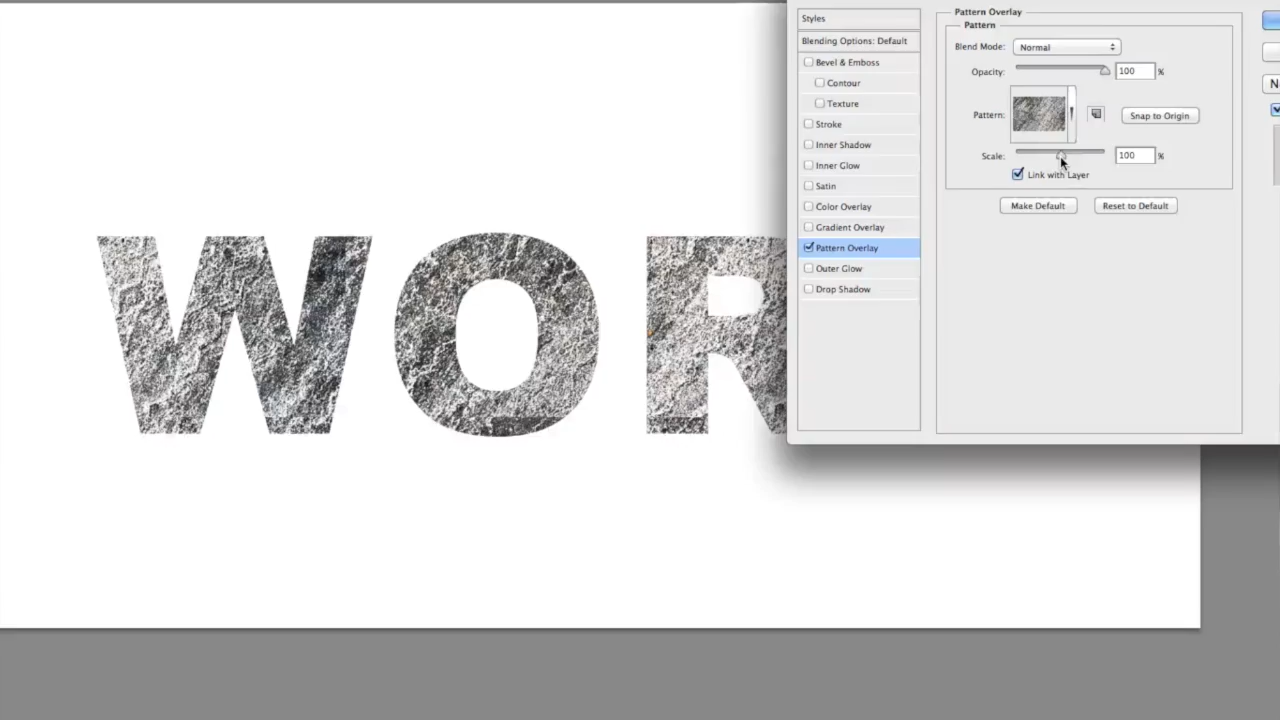 Styles
Blending Options: Default
Bevel & Emboss
Contour
Texture
Stroke
Inner Shadow
Inner Glow
Satin
Color Overlay
Gradient Overlay
Pattern Overlay
Outer Glow
Drop Shadow
Pattern Overlay
Pattern
Blend Mode: Normal
Opacity: 100 %
Pattern: Snap to Origin
Scale: 100 %
Link with Layer
Make Default Reset to Default
WOR